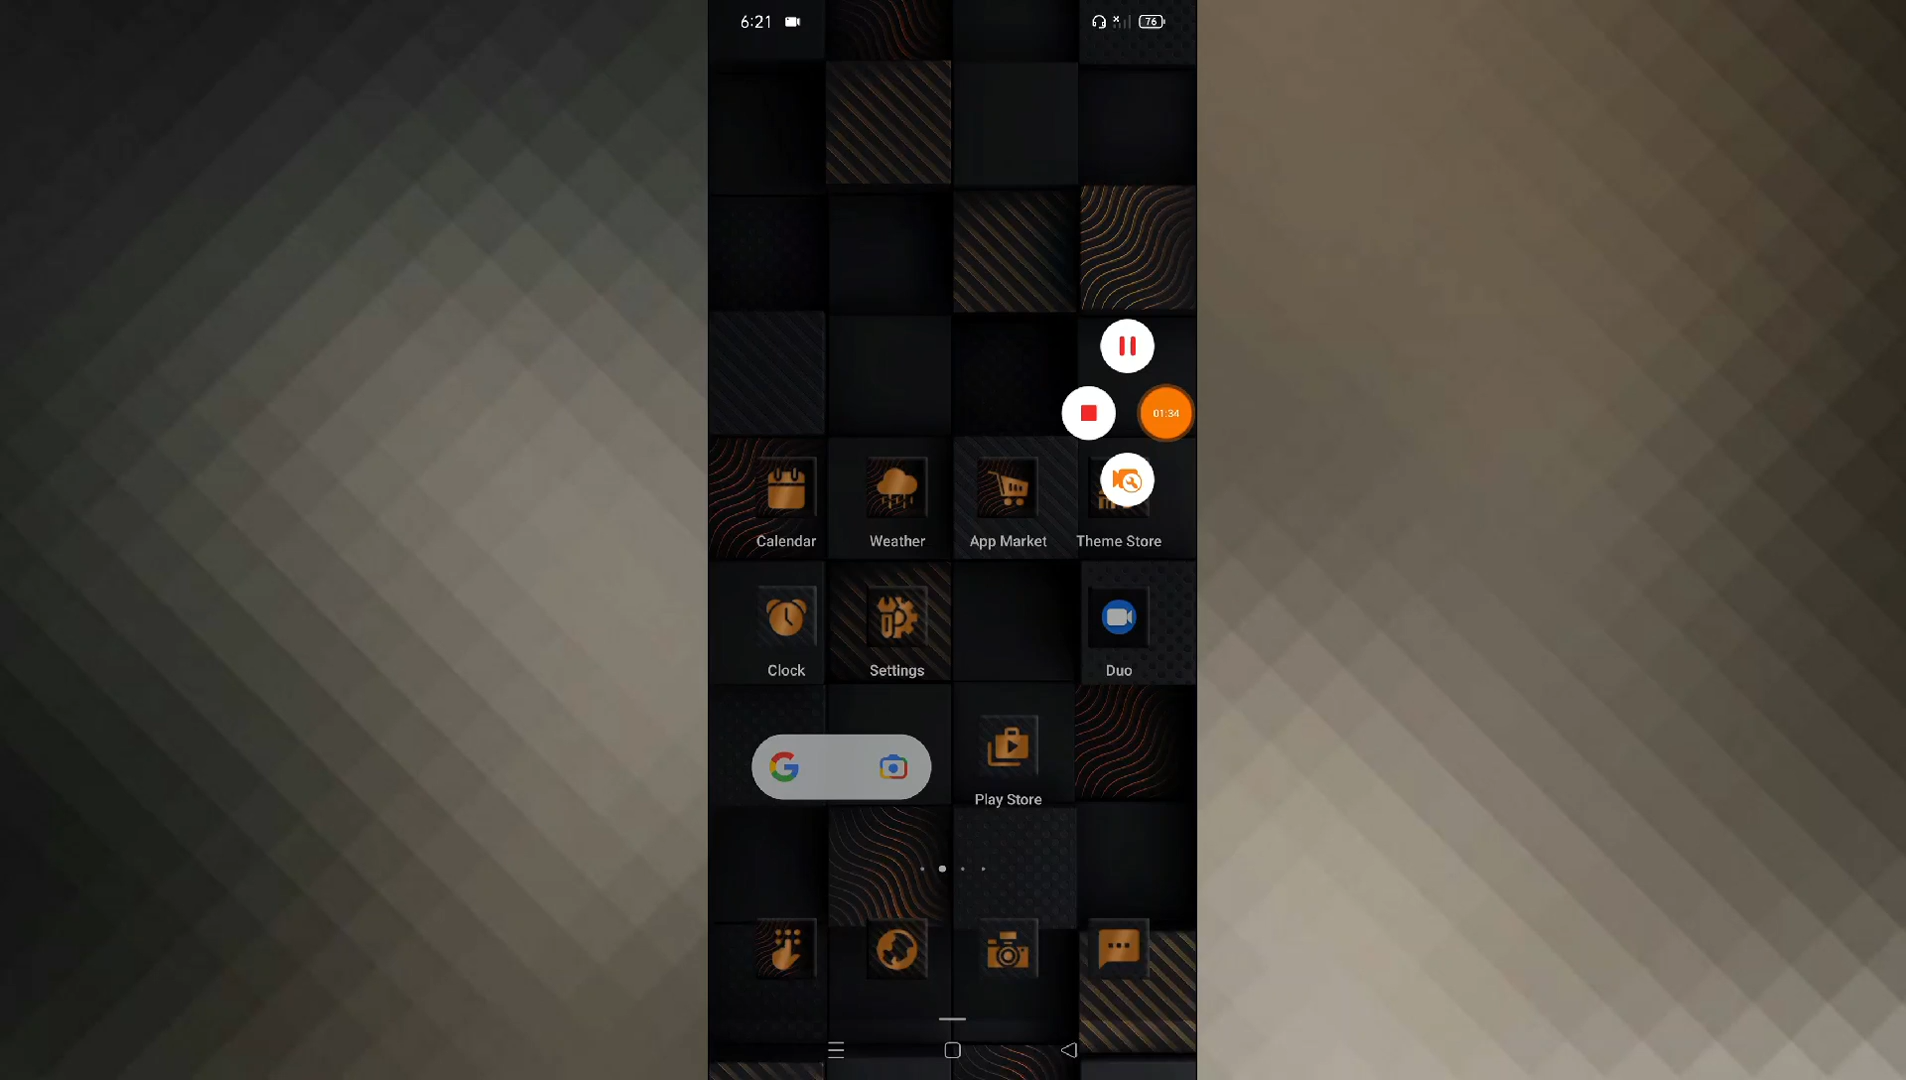 6:21
76
01:34
Calendar
Weather
App Market
Theme Store
Clock
Settings
Duo
G
Play Store